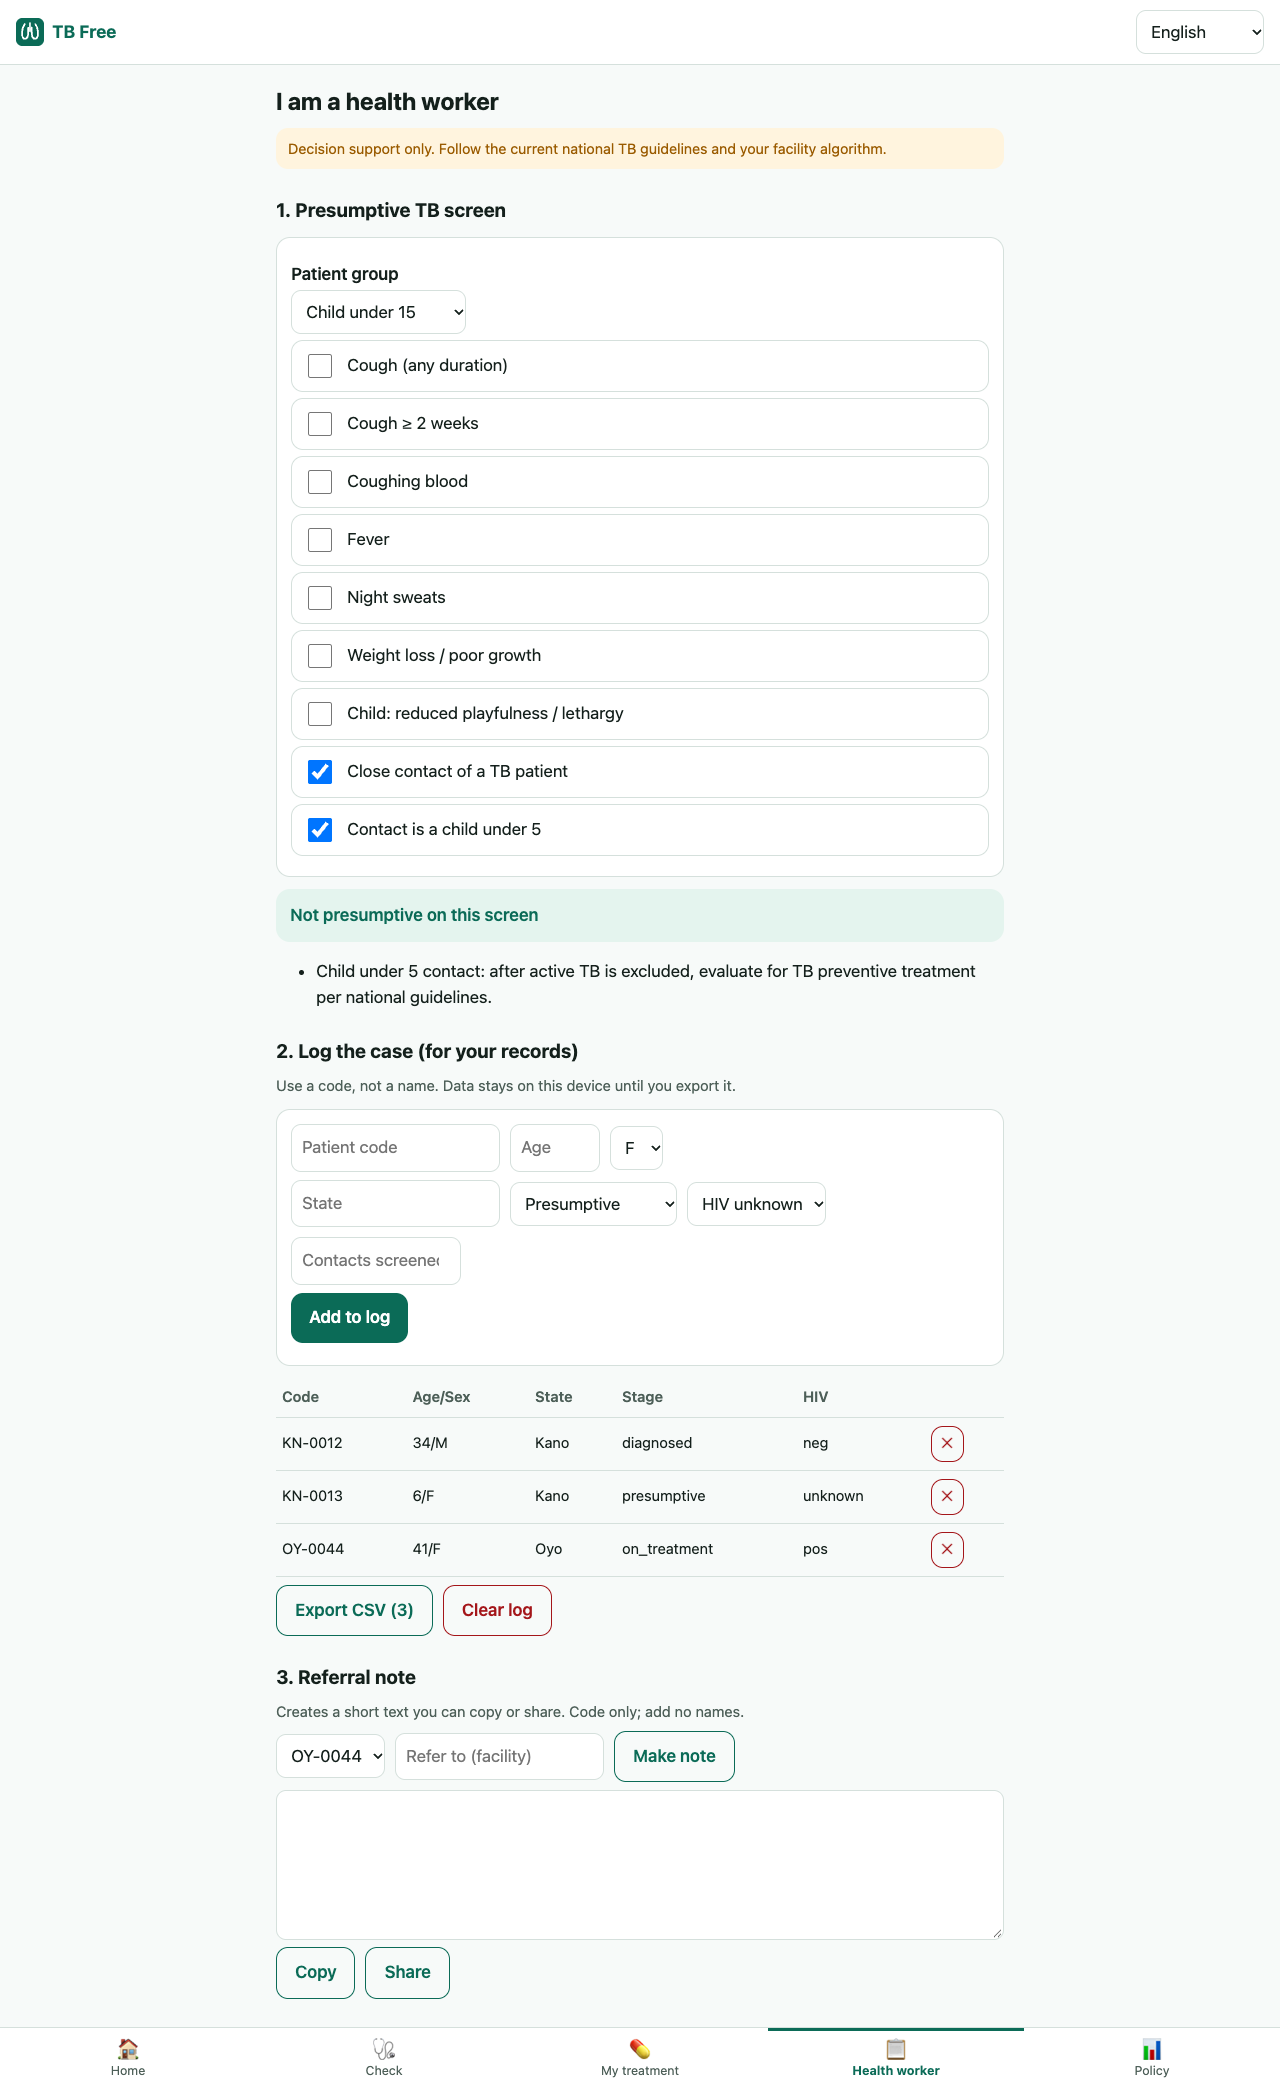 TB Free
English
I am a health worker
Decision support only. Follow the current national TB guidelines and your facility algorithm.
1. Presumptive TB screen
Patient group
Child under 15
Cough (any duration)
Cough ≥ 2 weeks
Coughing blood
Fever
Night sweats
Weight loss / poor growth
Child: reduced playfulness / lethargy
Close contact of a TB patient
Contact is a child under 5
Not presumptive on this screen
• Child under 5 contact: after active TB is excluded, evaluate for TB preventive treatment
per national guidelines.
2. Log the case (for your records)
Use a code, not a name. Data stays on this device until you export it.
Patient code Age F
State Presumptive HIV unknown
Contacts screened
Add to log
Code Age/Sex State Stage HIV
KN-0012 34/M Kano diagnosed neg ×
KN-0013 6/F Kano presumptive unknown ×
OY-0044 41/F Oyo on_treatment pos ×
Export CSV (3) Clear log
3. Referral note
Creates a short text you can copy or share. Code only; add no names.
OY-0044 Refer to (facility) Make note
Copy Share
Home Check My treatment Health worker Policy